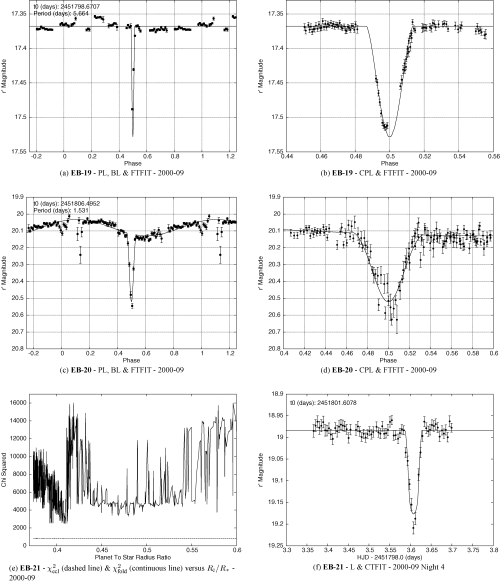 t0 (days): 2451798.6707
Period (days): 5.661
17.35
17.4
17.45
17.5
17.55
r' Magnitude
-0.2 0 0.2 0.4 0.6 0.8 1 1.2
Phase
(a) EB-19 - PL, BL & FTFIT - 2000-09
17.35
17.4
17.45
17.5
17.55
r' Magnitude
0.44 0.46 0.48 0.5 0.52 0.54 0.56
Phase
(b) EB-19 - CPL & FTFIT - 2000-09
t0 (days): 2451806.4952
Period (days): 1.531
19.9
20
20.1
20.2
20.3
20.4
20.5
20.6
20.7
20.8
r' Magnitude
-0.2 0 0.2 0.4 0.6 0.8 1 1.2
Phase
(c) EB-20 - PL, BL & FTFIT - 2000-09
19.9
20
20.1
20.2
20.3
20.4
20.5
20.6
20.7
20.8
r' Magnitude
0.4 0.42 0.44 0.46 0.48 0.5 0.52 0.54 0.56 0.58 0.6
Phase
(d) EB-20 - CPL & FTFIT - 2000-09
16000
14000
12000
10000
8000
6000
4000
2000
0
Chi Squared
0.4 0.45 0.5 0.55 0.6
Planet To Star Radius Ratio
(e) EB-21 - χ²ecl (dashed line) & χ²fold (continuous line) versus Rc/R* -
2000-09
t0 (days): 2451801.6078
18.9
18.95
19
19.05
19.1
19.15
19.2
19.25
r' Magnitude
3.3 3.35 3.4 3.45 3.5 3.55 3.6 3.65 3.7 3.75 3.8
HJD - 2451798.0 (days)
(f) EB-21 - L & CTFIT - 2000-09 Night 4